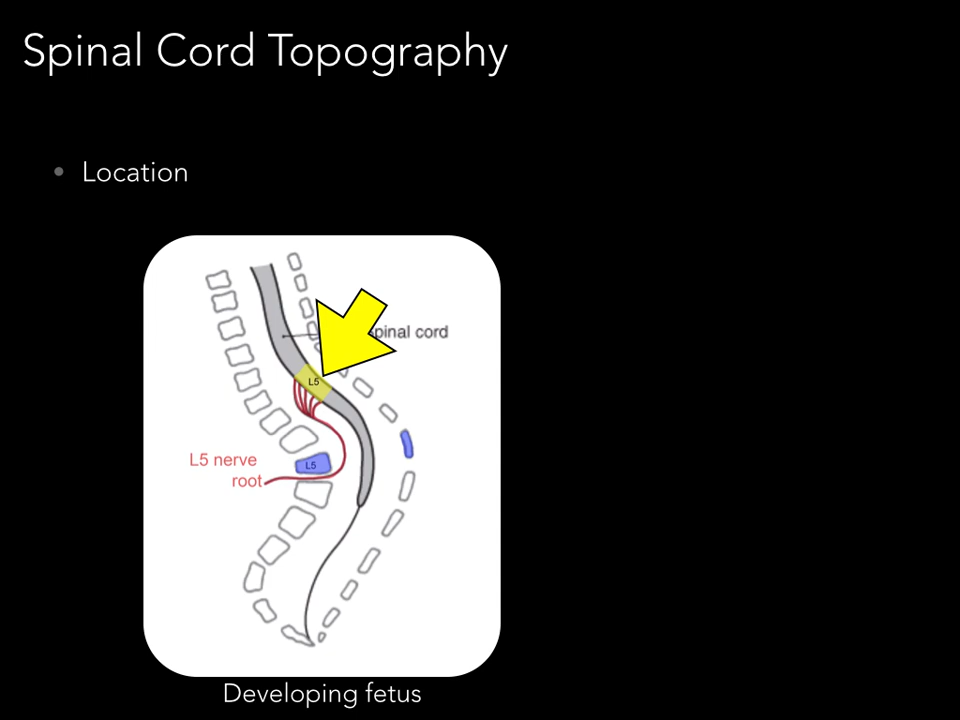 Spinal Cord Topography
• Location
spinal cord
L5
L5 nerve
root
L5
Developing fetus